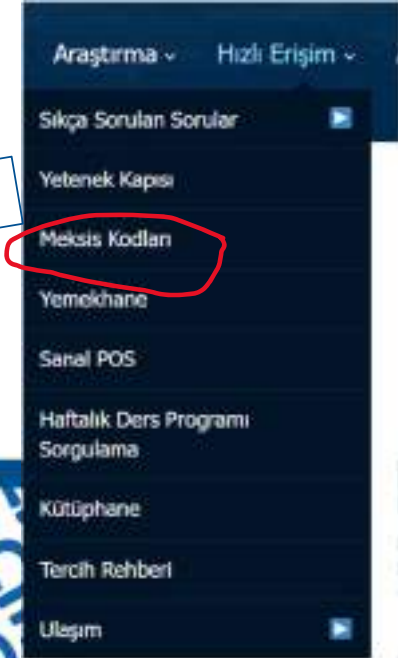 Araştırma Hızlı Erişim
Sıkça Sorulan Sorular
Yetenek Kapısı
Meksis Kodları
Yemekhane
Sanal POS
Haftalık Ders Programı
Sorgulama
Kütüphane
Tercih Rehberi
Ulaşım